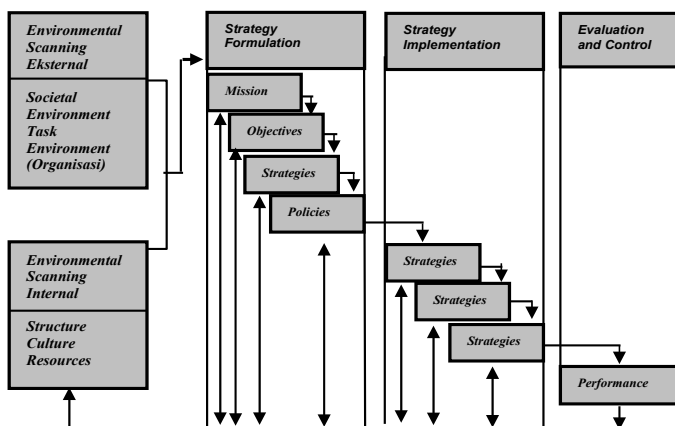 Environmental
Scanning
Eksternal
Societal
Environment
Task
Environment
(Organisasi)
Environmental
Scanning
Internal
Structure
Culture
Resources
Strategy
Formulation
Mission
Objectives
Strategies
Policies
Strategy
Implementation
Strategies
Strategies
Strategies
Evaluation
and Control
Performance